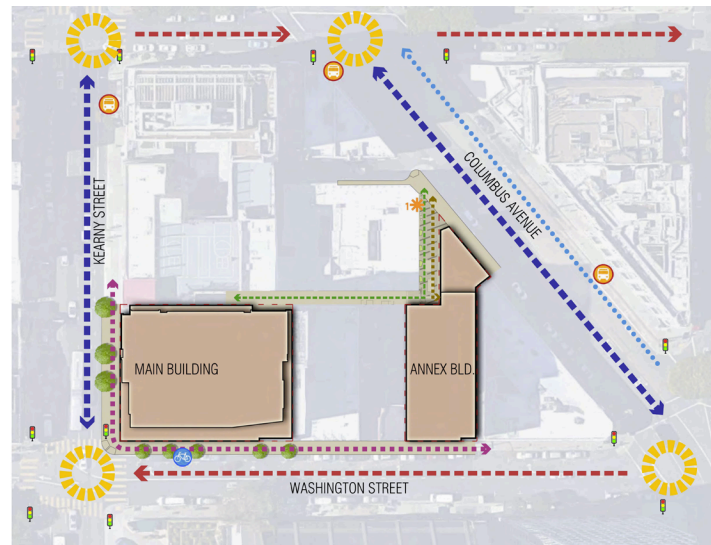 COLUMBUS AVENUE
KEARNY STREET
MAIN BUILDING
ANNEX BLD.
WASHINGTON STREET